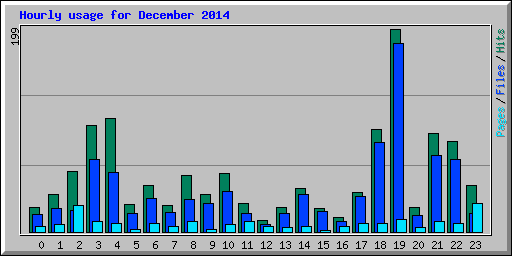 Hourly usage for December 2014
199
Pages/Files/Hits
0 1 2 3 4 5 6 7 8 9 10 11 12 13 14 15 16 17 18 19 20 21 22 23